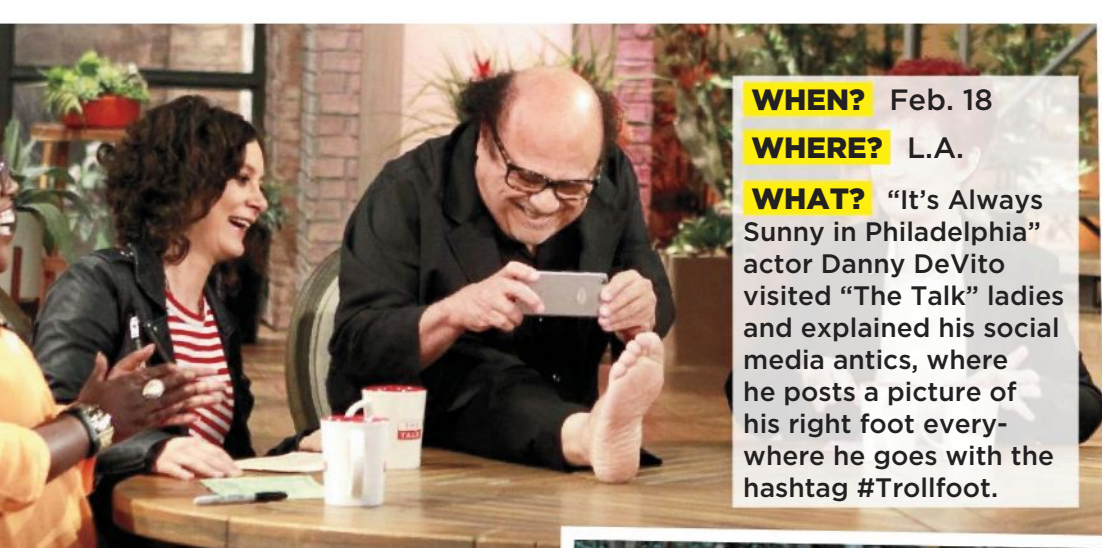 WHEN? Feb. 18
WHERE? L.A.
WHAT? “It’s Always
Sunny in Philadelphia”
actor Danny DeVito
visited “The Talk” ladies
and explained his social
media antics, where
he posts a picture of
his right foot every-
where he goes with the
hashtag #Trollfoot.
THE
TALK